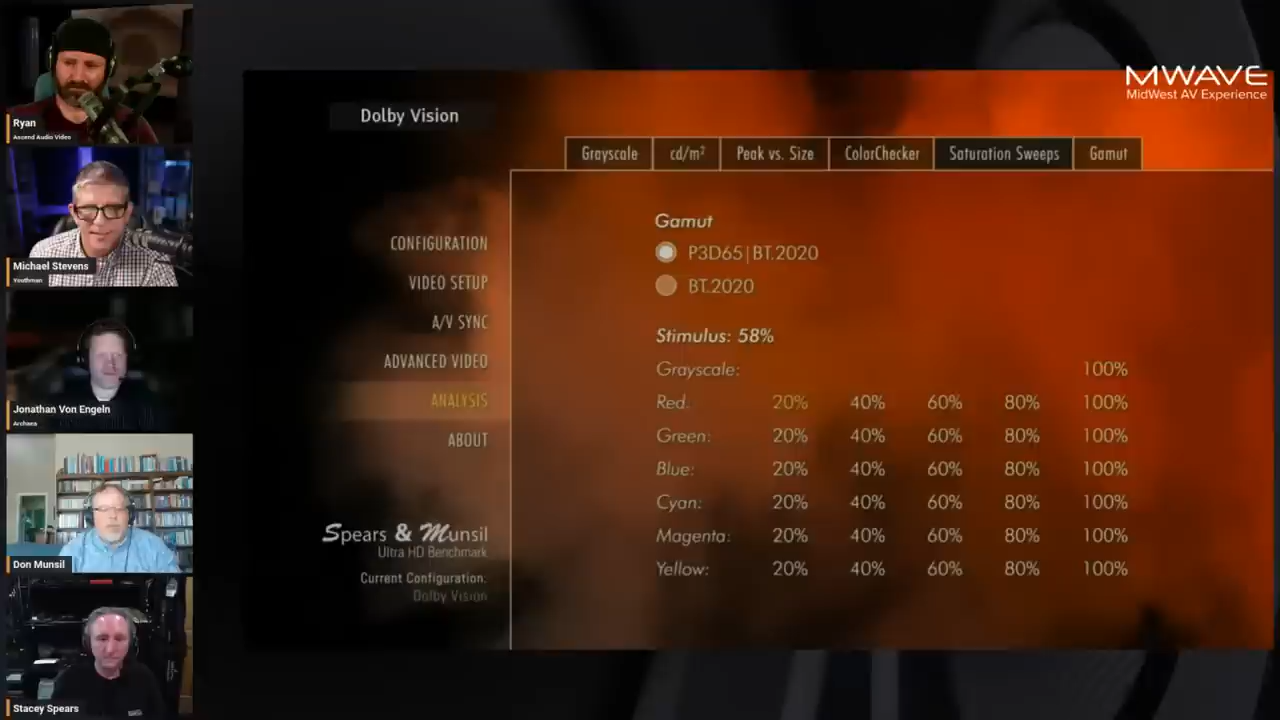 Ryan
Ascend Audio Video
Michael Stevens
Youthman
Jonathan Von Engeln
Archaea
Don Munsil
Stacey Spears
MWAVE
MidWest AV Experience
Dolby Vision
Grayscale cd/m² Peak vs. Size ColorChecker Saturation Sweeps Gamut
CONFIGURATION
VIDEO SETUP
A/V SYNC
ADVANCED VIDEO
ANALYSIS
ABOUT
Spears & Munsil
Ultra HD Benchmark
Current Configuration:
Dolby Vision
Gamut
P3D65|BT.2020
BT.2020
Stimulus: 58%
Grayscale: 100%
Red: 20% 40% 60% 80% 100%
Green: 20% 40% 60% 80% 100%
Blue: 20% 40% 60% 80% 100%
Cyan: 20% 40% 60% 80% 100%
Magenta: 20% 40% 60% 80% 100%
Yellow: 20% 40% 60% 80% 100%